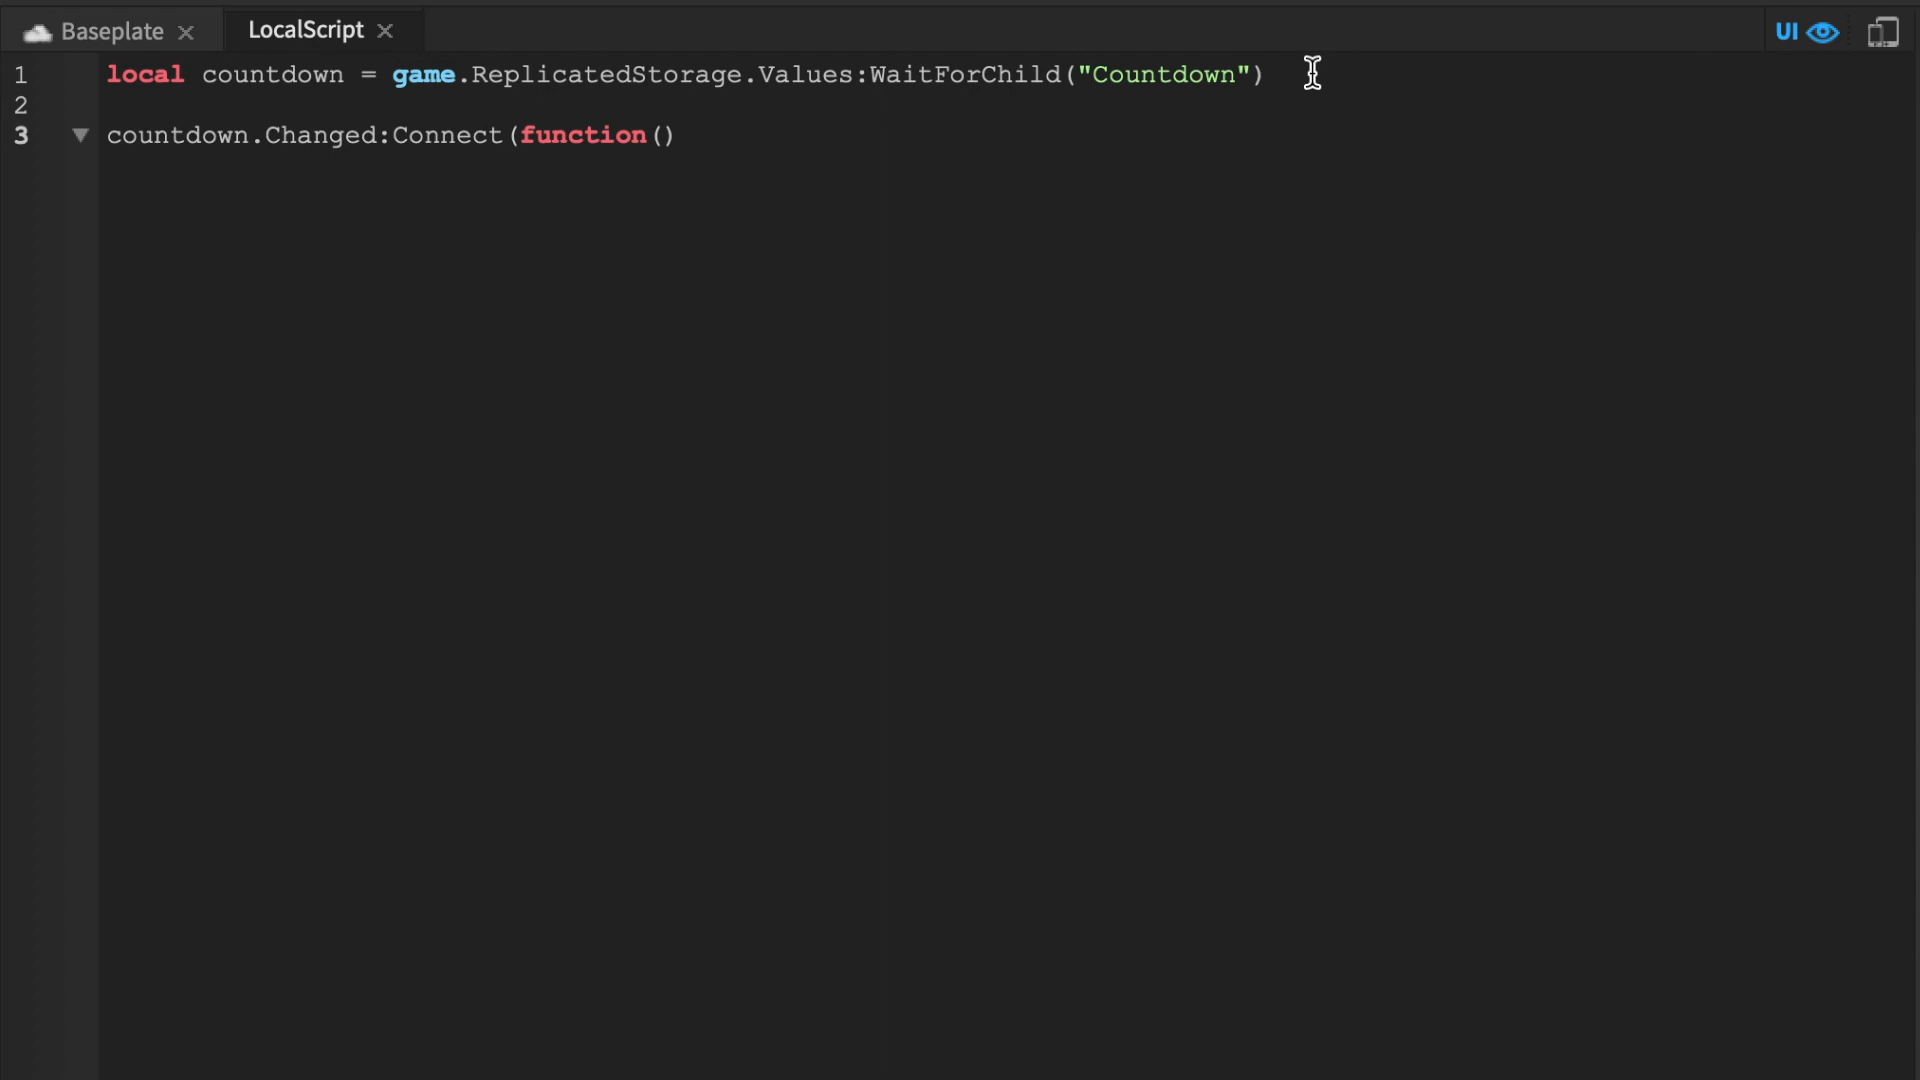 Baseplate LocalScript UI
1 local countdown = game.ReplicatedStorage.Values:WaitForChild("Countdown")
2
3 countdown.Changed:Connect(function()